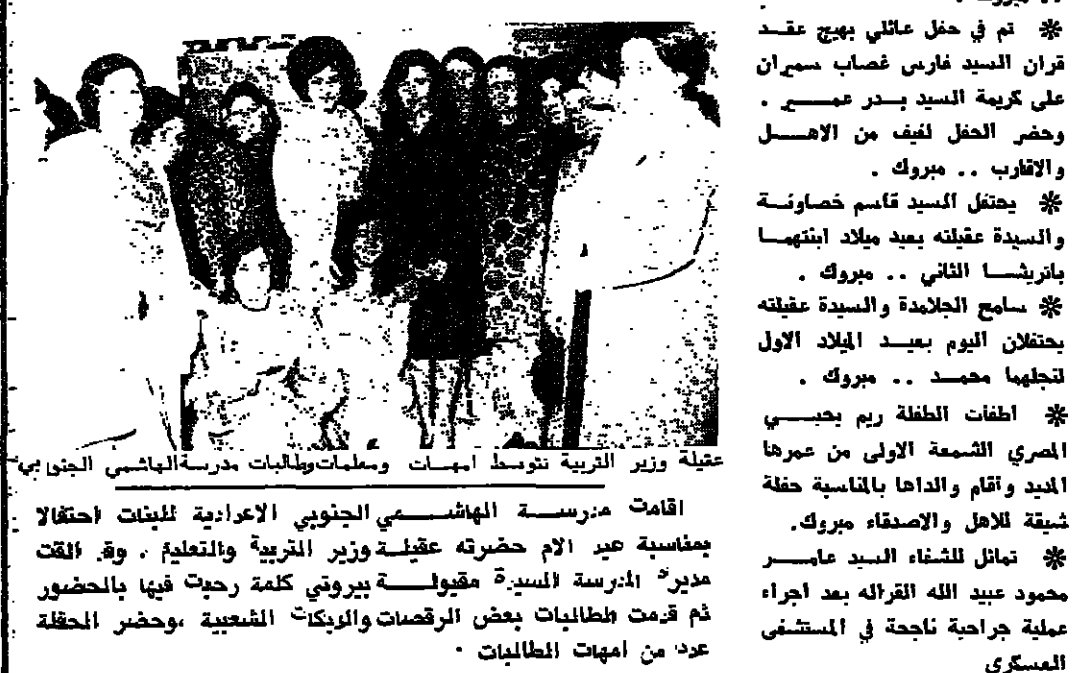 ❊ تم في حفل عائلي بهيج عقد
قران السيد فارس غصاب سمران
على كريمة السيد بدر عمير .
وحضر الحفل لفيف من الاهل
والاقارب .. مبروك .
❊ يحتفل السيد قاسم خصاونة
والسيدة عقيلته بعيد ميلاد ابنتهما
باتريشا الثاني .. مبروك .
❊ سامح الجلامدة والسيدة عقيلته
يحتفلان اليوم بعيد الميلاد الاول
لنجلهما محمد .. مبروك .
❊ اطفات الطفلة ريم يحيى
المصري الشمعة الاولى من عمرها
المديد وأقام والداها بالمناسبة حفلة
شيقة للاهل والاصدقاء مبروك.
❊ تماثل للشفاء السيد عامر
محمود عبيد الله القراله بعد اجراء
عملية جراحية ناجحة في المستشفى
العسكري
عقيلة وزير التربية تتوسط امهات ومعلمات وطالبات مدرسة الهاشمي الجنوبي
اقامت مدرسة الهاشمي الجنوبي الاعدادية للبنات احتفالا
بمناسبة عيد الام حضرته عقيلة وزير التربية والتعليم . وقد القت
مديرة المدرسة السيدة مقبولة بيروتي كلمة رحبت فيها بالحضور
ثم قدمت الطالبات بعض الرقصات والدبكات الشعبية ،وحضر الحفلة
عدد من امهات الطالبات .